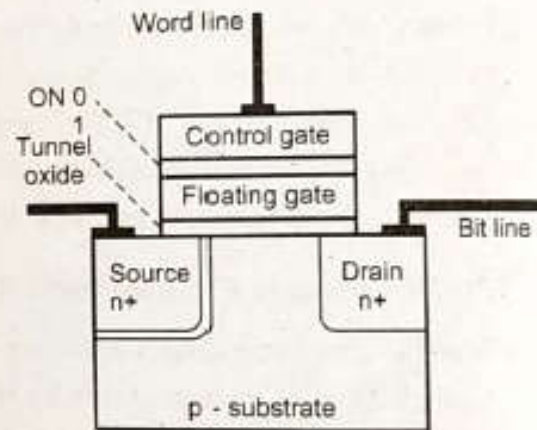 Word line
ON 0
1
Tunnel
oxide
Control gate
Floating gate
Bit line
Source
n+
Drain
n+
p - substrate